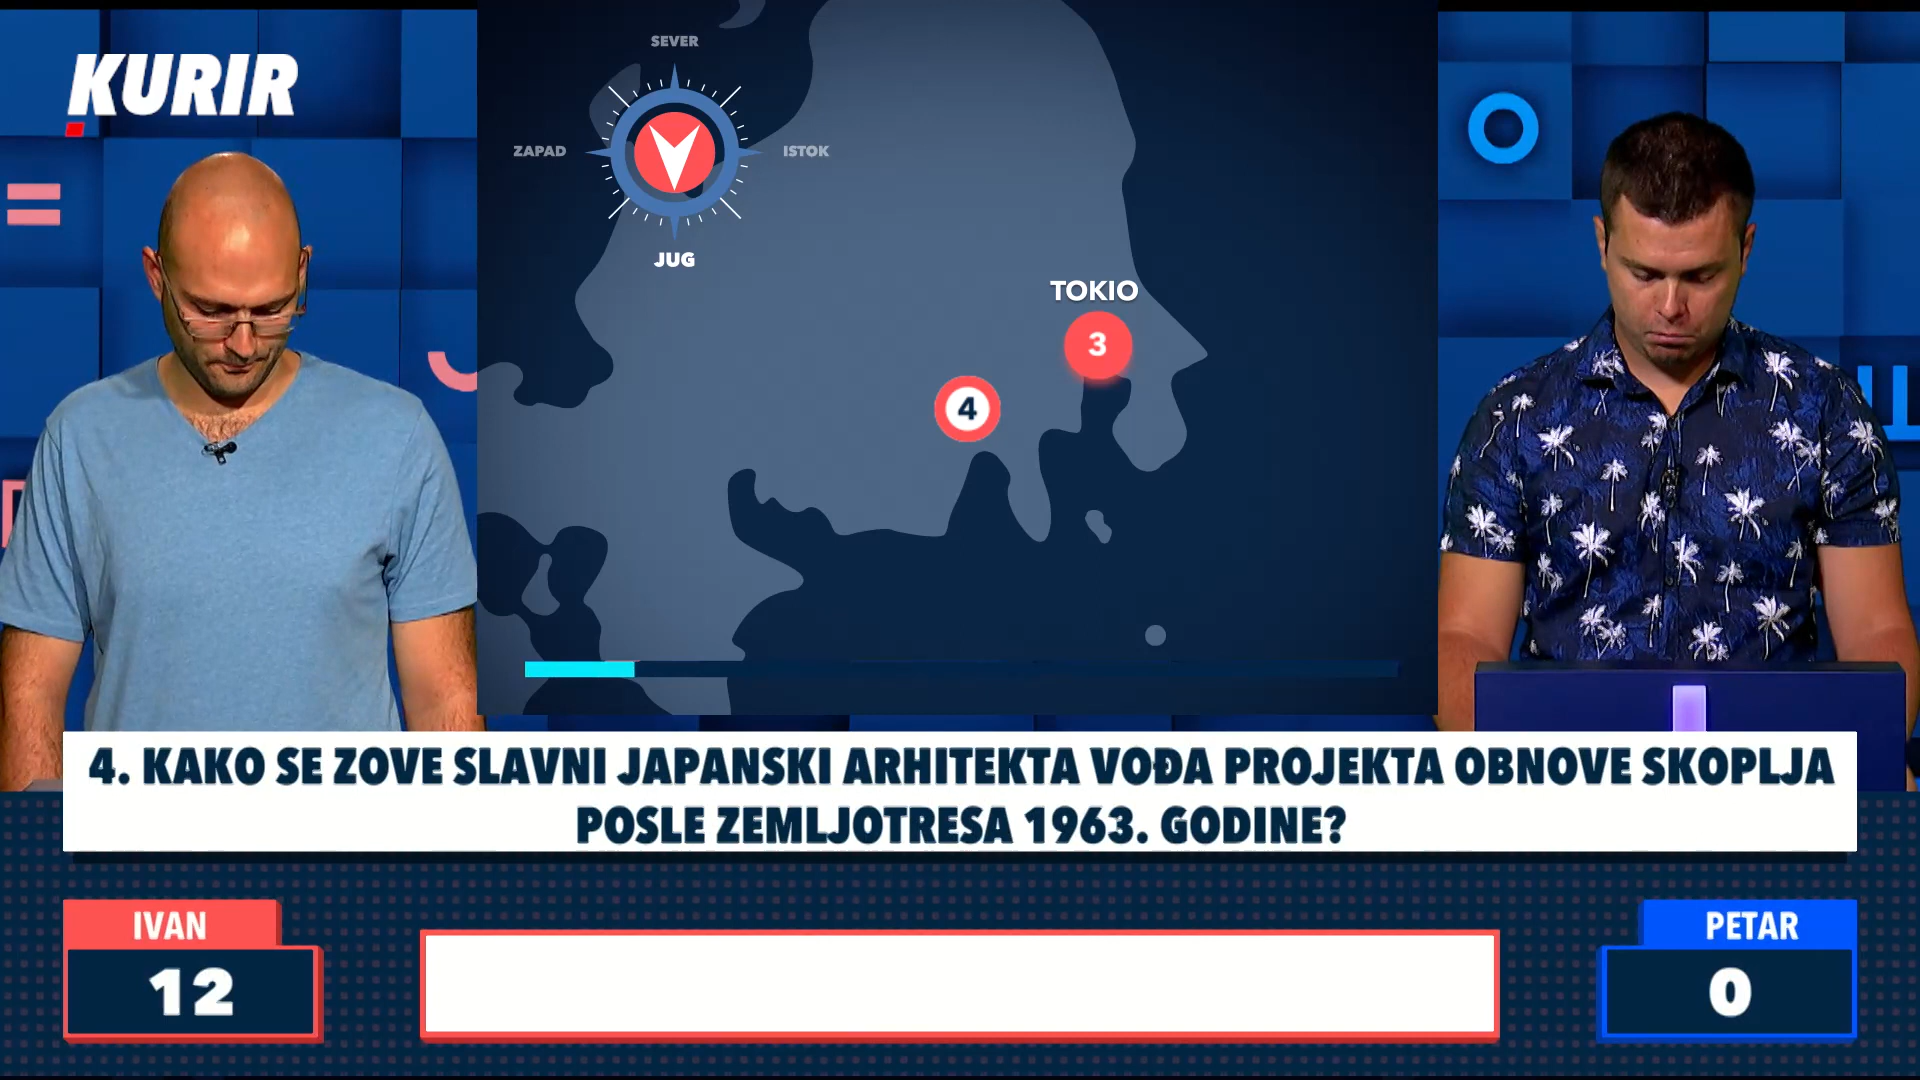 KURIR
SEVER
ZAPAD
ISTOK
JUG
TOKIO
3
4
4. KAKO SE ZOVE SLAVNI JAPANSKI ARHITEKTA VOĐA PROJEKTA OBNOVE SKOPLJA
POSLE ZEMLJOTRESA 1963. GODINE?
IVAN
12
PETAR
0